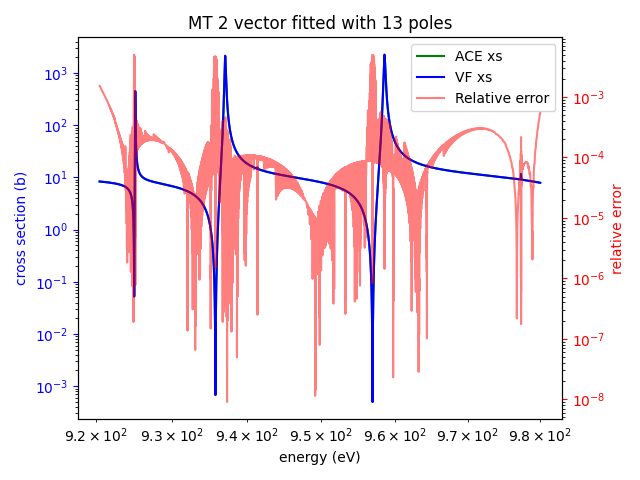 MT 2 vector fitted with 13 poles
ACE xs
VF xs
Relative error
cross section (b)
10³
10²
10¹
10⁰
10⁻¹
10⁻²
10⁻³
relative error
10⁻³
10⁻⁴
10⁻⁵
10⁻⁶
10⁻⁷
10⁻⁸
9.2 × 10² 9.3 × 10² 9.4 × 10² 9.5 × 10² 9.6 × 10² 9.7 × 10² 9.8 × 10²
energy (eV)